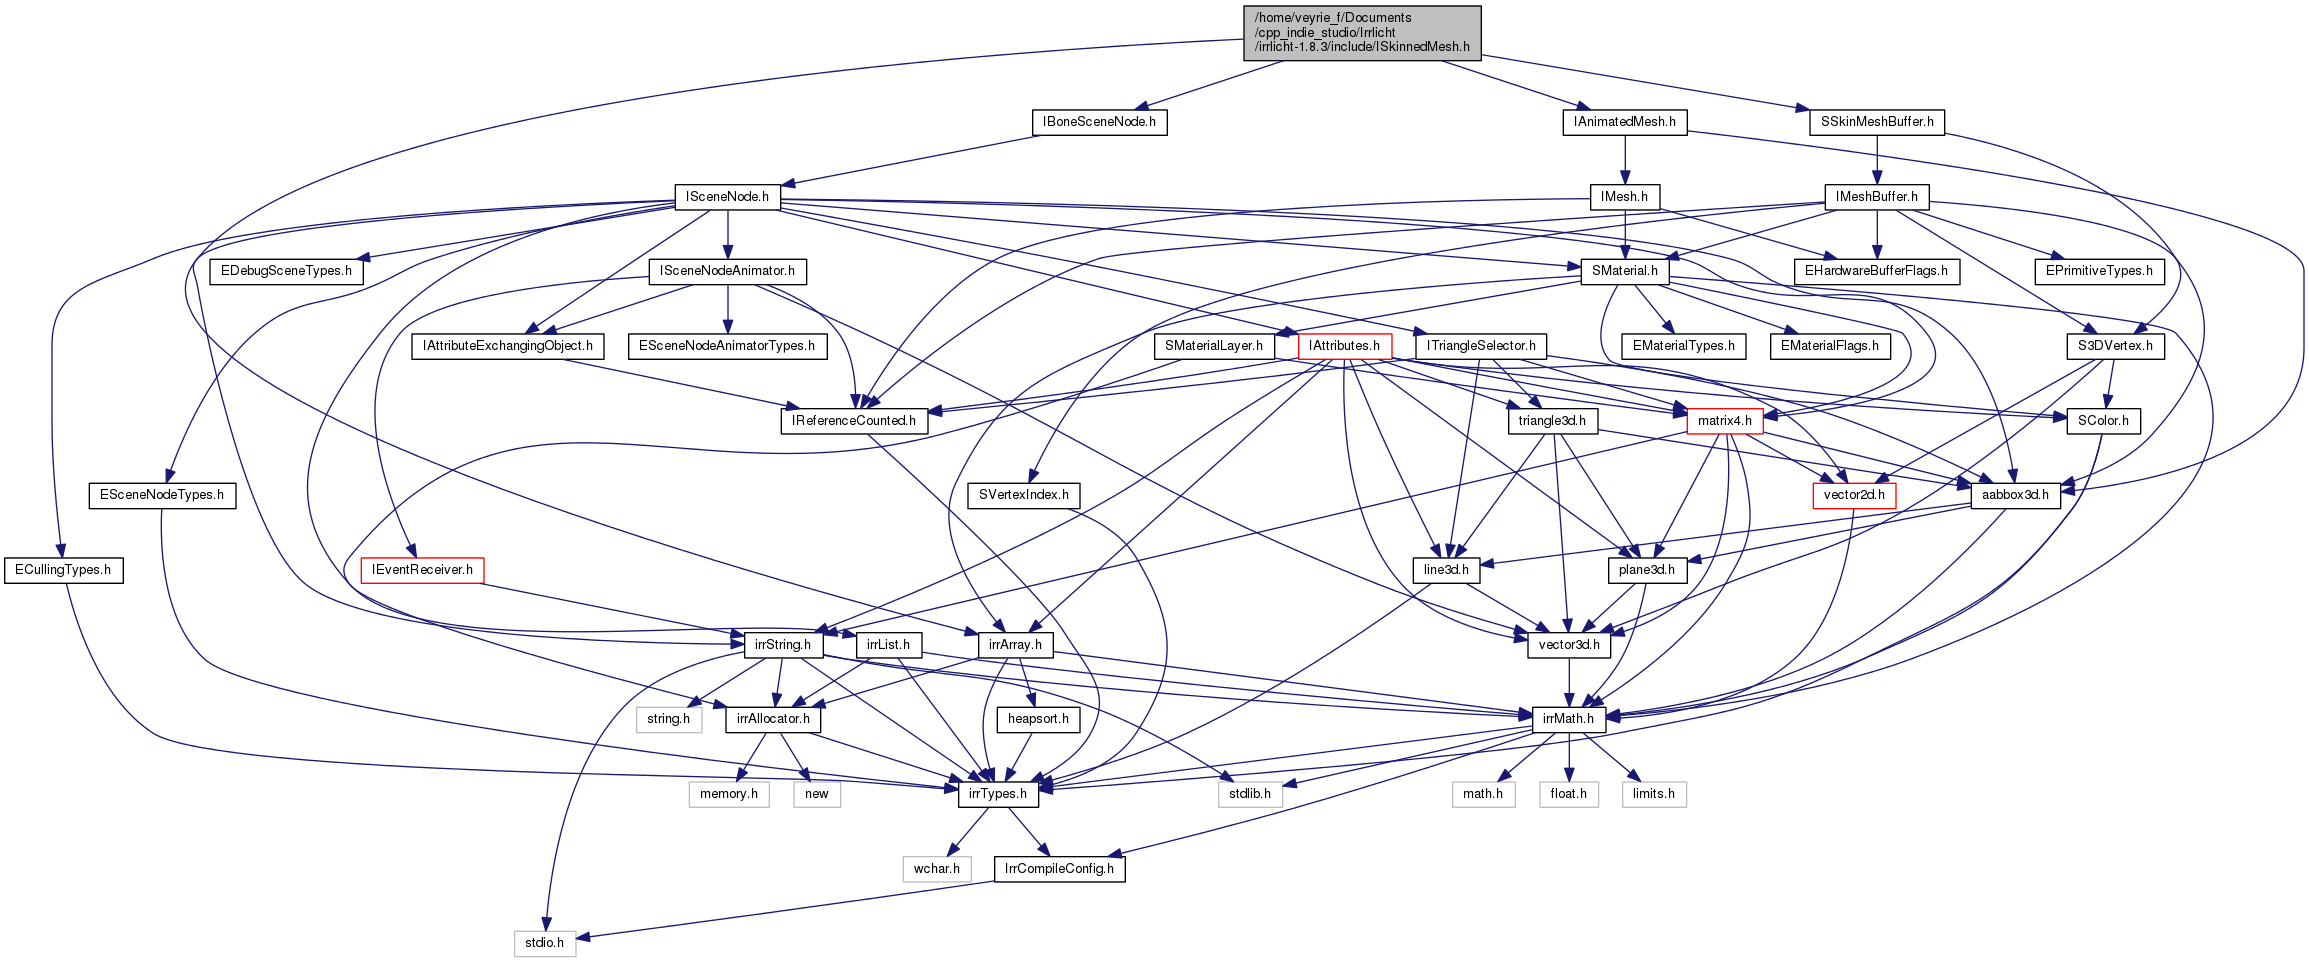 /home/veyrie_f/Documents
/cpp_indie_studio/Irrlicht
/irrlicht-1.8.3/include/ISkinnedMesh.h
IBoneSceneNode.h
IAnimatedMesh.h
SSkinMeshBuffer.h
ISceneNode.h
IMesh.h
IMeshBuffer.h
EDebugSceneTypes.h
ISceneNodeAnimator.h
SMaterial.h
EHardwareBufferFlags.h
EPrimitiveTypes.h
IAttributeExchangingObject.h
ESceneNodeAnimatorTypes.h
SMaterialLayer.h
IAttributes.h
ITriangleSelector.h
EMaterialTypes.h
EMaterialFlags.h
S3DVertex.h
IReferenceCounted.h
triangle3d.h
matrix4.h
SColor.h
ESceneNodeTypes.h
SVertexIndex.h
vector2d.h
aabbox3d.h
ECullingTypes.h
IEventReceiver.h
line3d.h
plane3d.h
irrString.h
irrList.h
irrArray.h
vector3d.h
string.h
irrAllocator.h
heapsort.h
irrMath.h
memory.h
new
irrTypes.h
stdlib.h
math.h
float.h
limits.h
wchar.h
IrrCompileConfig.h
stdio.h